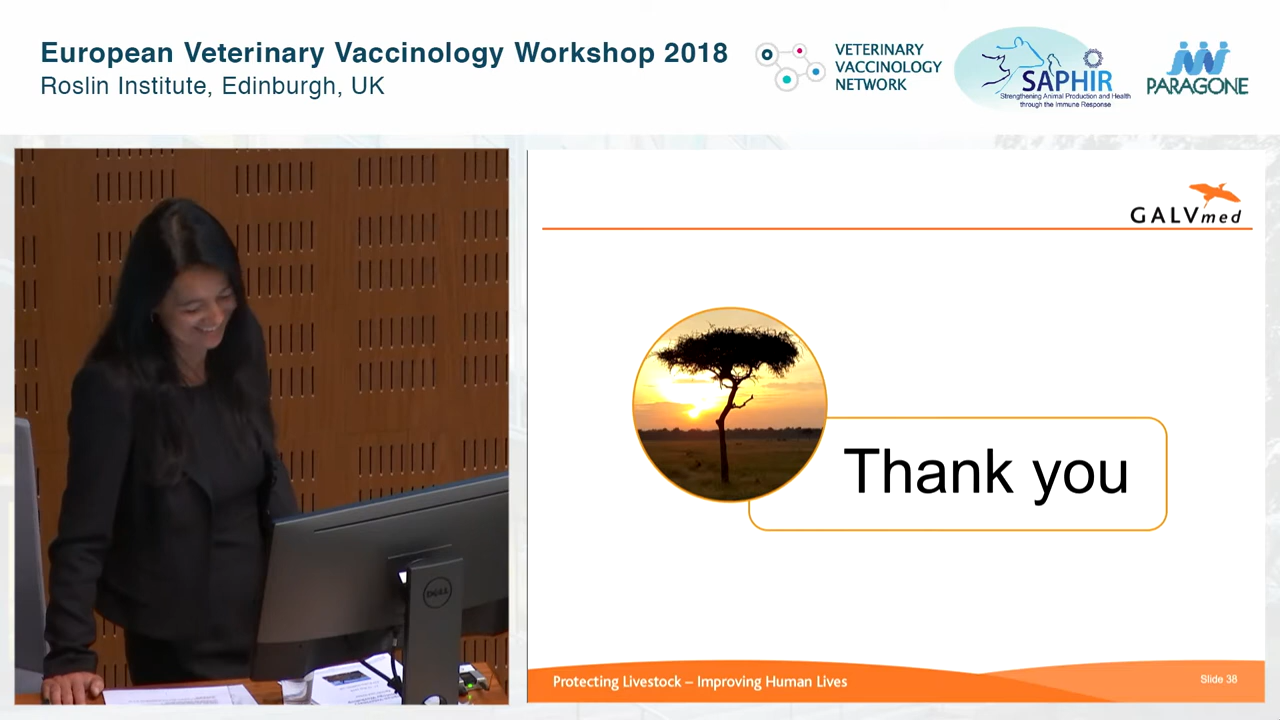 European Veterinary Vaccinology Workshop 2018
Roslin Institute, Edinburgh, UK
VETERINARY
VACCINOLOGY
NETWORK
SAPHIR
Strengthening Animal Production and Health
through the Immune Response
PARAGONE
GALVmed
Thank you
DELL
Protecting Livestock – Improving Human Lives
Slide 38